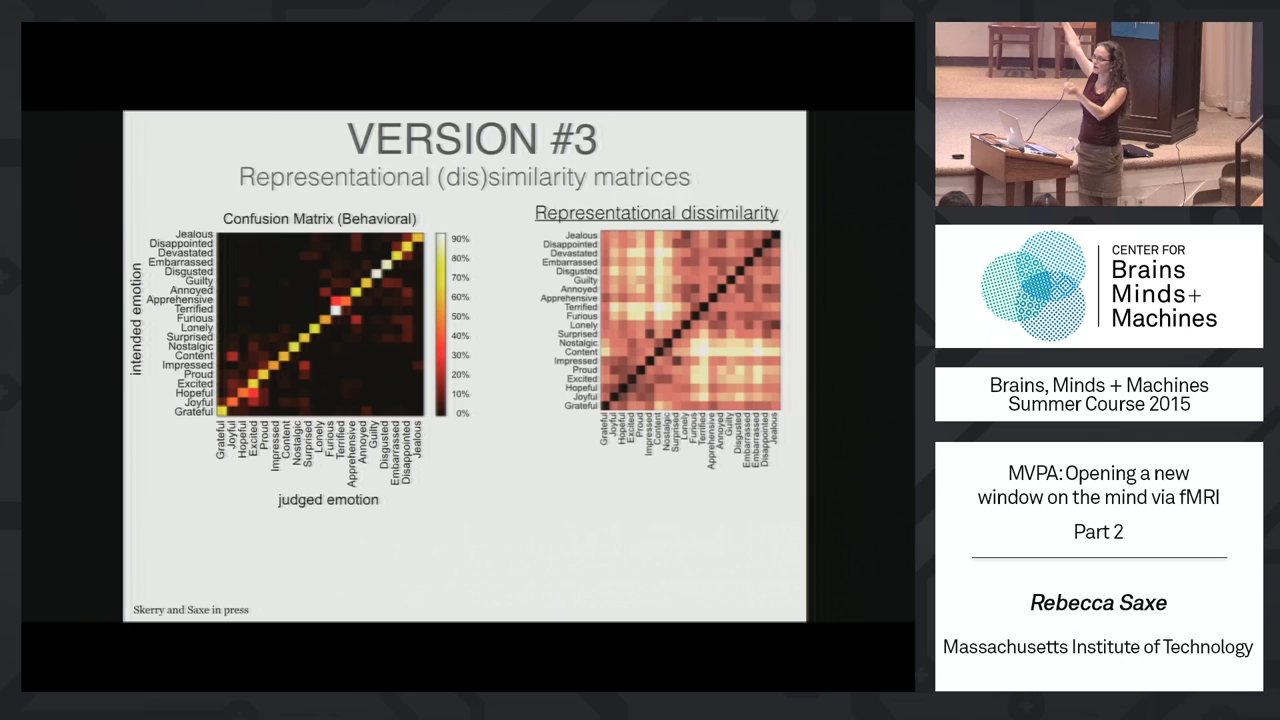 VERSION #3
Representational (dis)similarity matrices
Confusion Matrix (Behavioral)
intended emotion
Jealous
Disappointed
Devastated
Embarrassed
Disgusted
Guilty
Annoyed
Apprehensive
Terrified
Furious
Lonely
Surprised
Nostalgic
Content
Impressed
Proud
Excited
Hopeful
Joyful
Grateful
90%
80%
70%
60%
50%
40%
30%
20%
10%
0%
Grateful
Joyful
Hopeful
Excited
Proud
Impressed
Content
Nostalgic
Surprised
Lonely
Furious
Terrified
Apprehensive
Annoyed
Guilty
Disgusted
Embarrassed
Disappointed
Jealous
judged emotion
Representational dissimilarity
Jealous
Disappointed
Devastated
Embarrassed
Disgusted
Guilty
Annoyed
Apprehensive
Terrified
Furious
Lonely
Surprised
Nostalgic
Content
Impressed
Proud
Excited
Hopeful
Joyful
Grateful
Grateful
Joyful
Hopeful
Excited
Proud
Impressed
Content
Nostalgic
Surprised
Lonely
Furious
Terrified
Apprehensive
Annoyed
Guilty
Disgusted
Embarrassed
Embarrassed
Disappointed
Jealous
Skerry and Saxe in press
CENTER FOR
Brains
Minds+
Machines
Brains, Minds + Machines
Summer Course 2015
MVPA: Opening a new
window on the mind via fMRI
Part 2
Rebecca Saxe
Massachusetts Institute of Technology